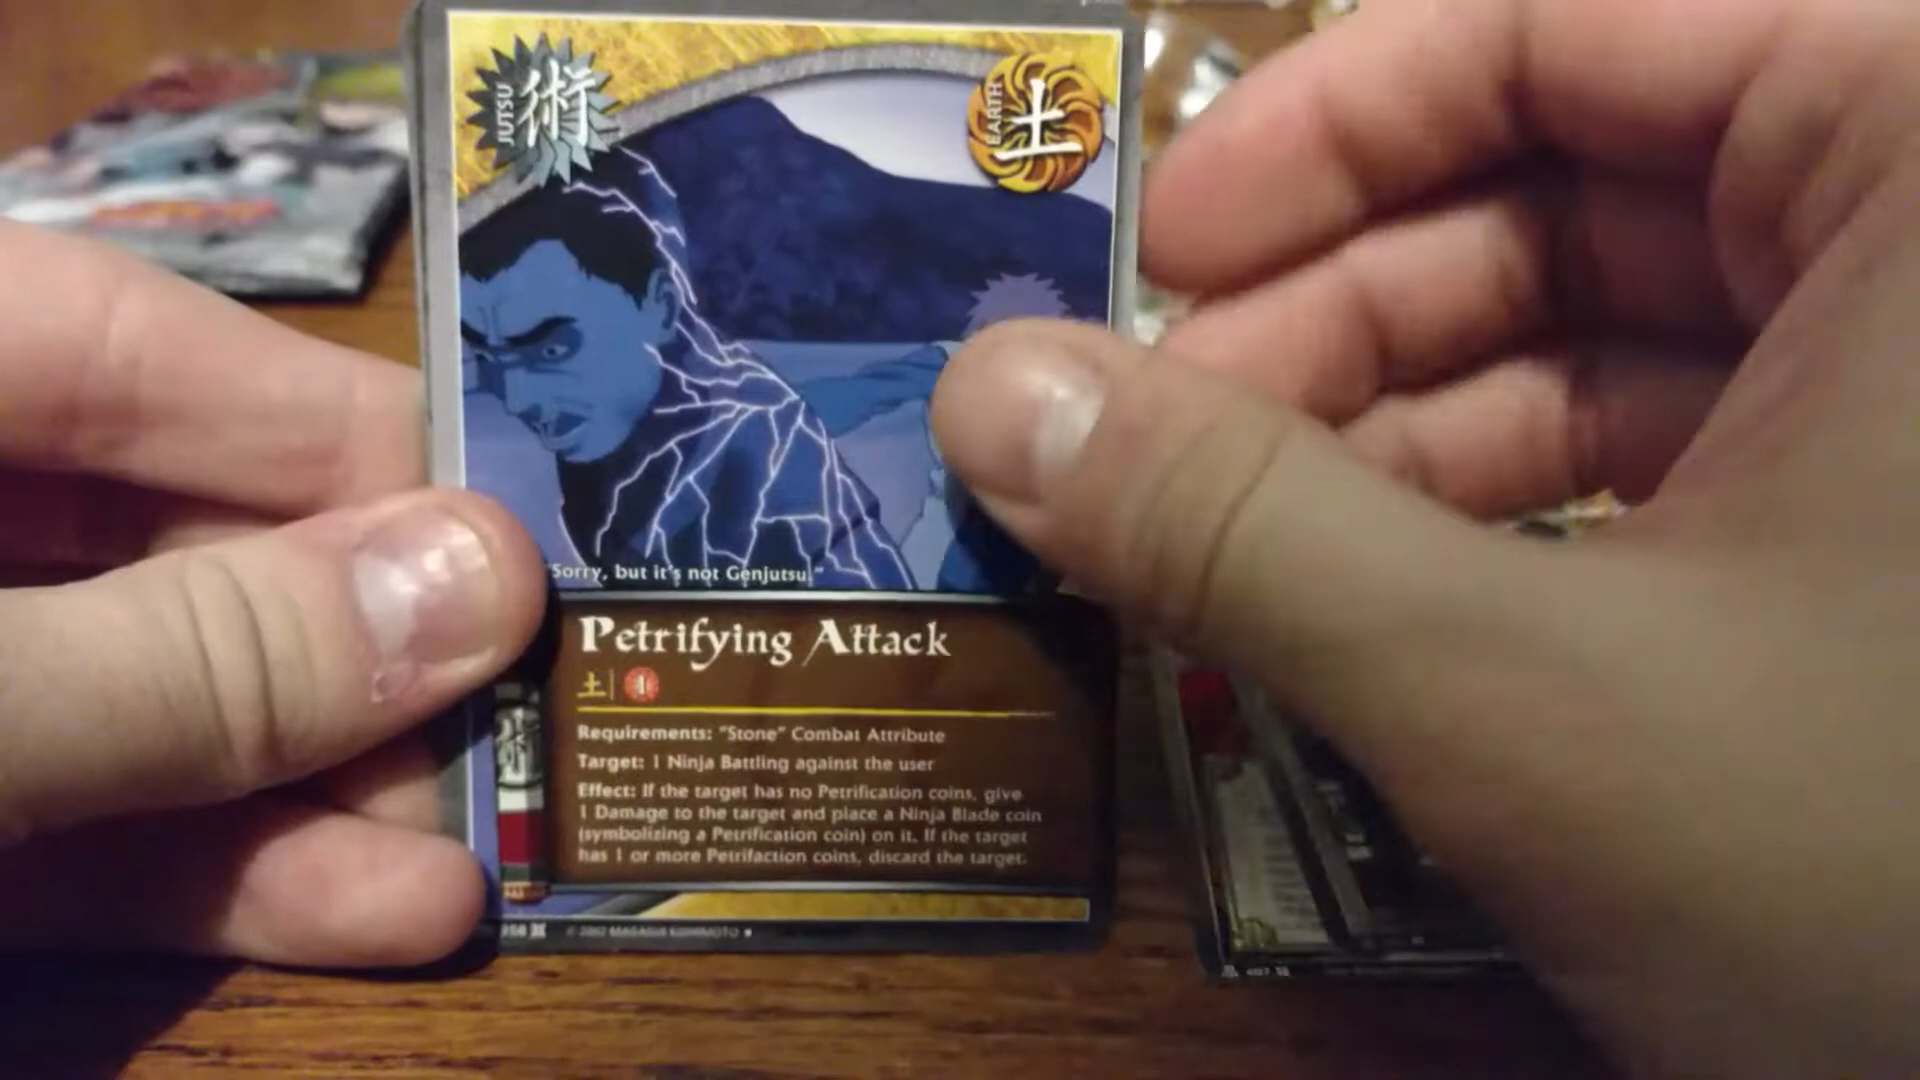 JUTSU
術
EARTH
土
"Sorry, but it's not Genjutsu."
Petrifying Attack
土 | 1
Requirements: "Stone" Combat Attribute
Target: 1 Ninja Battling against the user
Effect: If the target has no Petrification coins, give
1 Damage to the target and place a Ninja Blade coin
(symbolizing a Petrification coin) on it. If the target
has 1 or more Petrifaction coins, discard the target.
術
© 2002 MASASHI KISHIMOTO